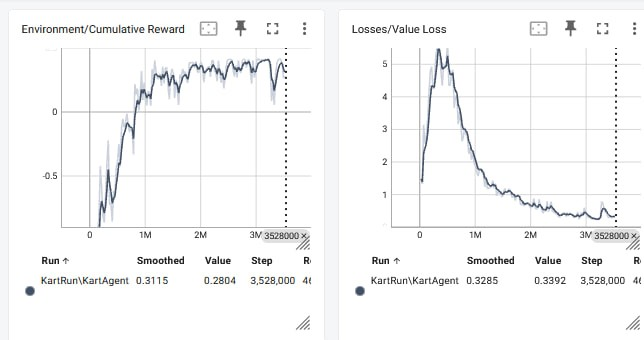 Environment/Cumulative Reward
0
-0.5
0 1M 2M 3M 3528000 ×
Run ↑ Smoothed Value Step
KartRun\KartAgent 0.3115 0.2804 3,528,000
Losses/Value Loss
5
4
3
2
1
0 1M 2M 3M 3528000 ×
Run ↑ Smoothed Value Step
KartRun\KartAgent 0.3285 0.3392 3,528,000